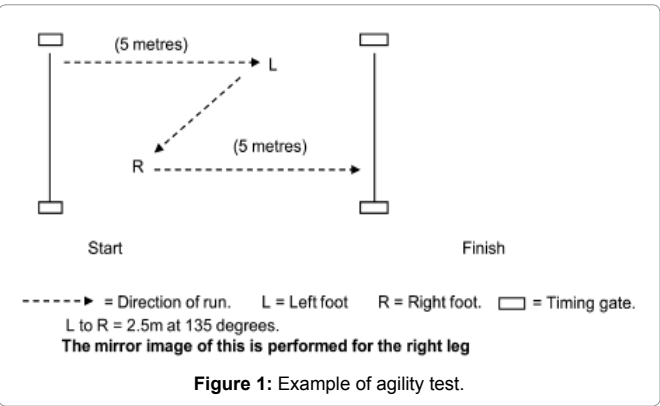 (5 metres)
L
(5 metres)
R
Start Finish
= Direction of run. L = Left foot R = Right foot. = Timing gate.
L to R = 2.5m at 135 degrees.
The mirror image of this is performed for the right leg
Figure 1: Example of agility test.